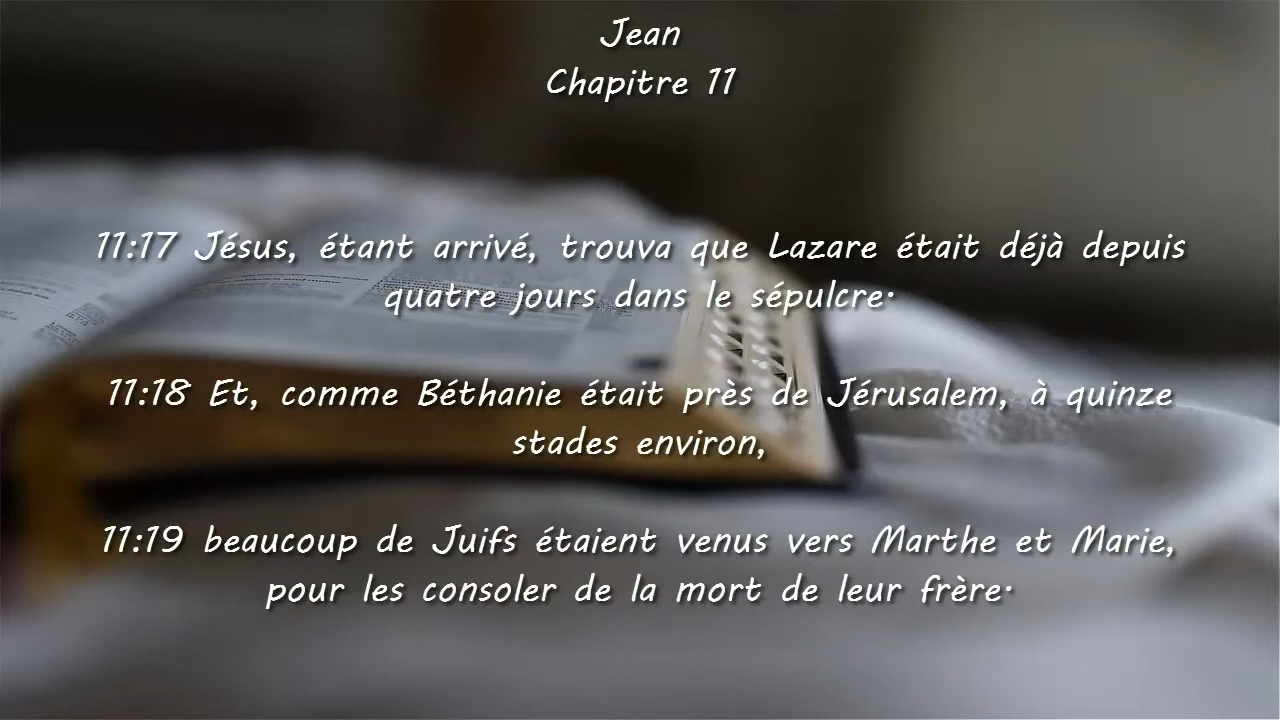 Jean
Chapitre 11
11:17 Jésus, étant arrivé, trouva que Lazare était déjà depuis
quatre jours dans le sépulcre.
11:18 Et, comme Béthanie était près de Jérusalem, à quinze
stades environ,
11:19 beaucoup de Juifs étaient venus vers Marthe et Marie,
pour les consoler de la mort de leur frère.